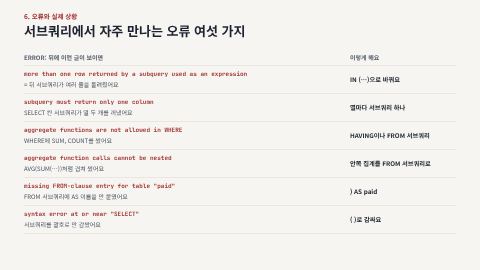 6. 오류와 실제 상황
서브쿼리에서 자주 만나는 오류 여섯 가지
ERROR: 뒤에 이런 글이 보이면
이렇게 해요
more than one row returned by a subquery used as an expression
= 뒤 서브쿼리가 여러 줄을 돌려줬어요
IN (…)으로 바꿔요
subquery must return only one column
SELECT 칸 서브쿼리가 열 두 개를 꺼냈어요
열마다 서브쿼리 하나
aggregate functions are not allowed in WHERE
WHERE에 SUM, COUNT를 썼어요
HAVING이나 FROM 서브쿼리
aggregate function calls cannot be nested
AVG(SUM(…))처럼 겹쳐 썼어요
안쪽 집계를 FROM 서브쿼리로
missing FROM-clause entry for table "paid"
FROM 서브쿼리에 AS 이름을 안 붙였어요
) AS paid
syntax error at or near "SELECT"
서브쿼리를 괄호로 안 감쌌어요
( )로 감싸요